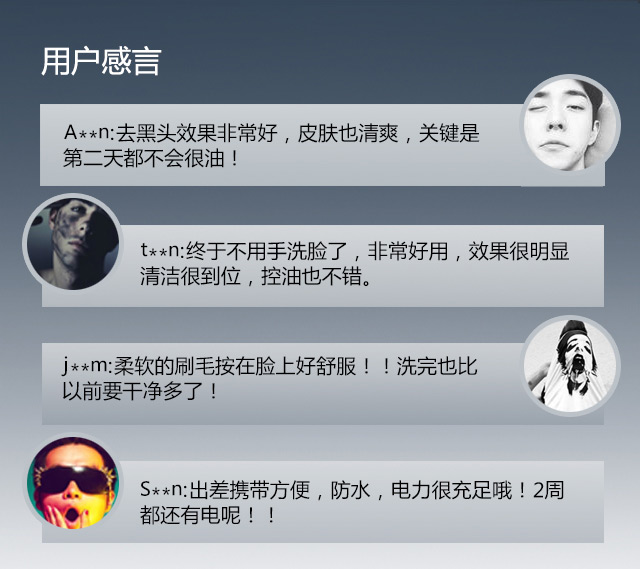 用户感言
A**n:去黑头效果非常好，皮肤也清爽，关键是
第二天都不会很油！
t**n:终于不用手洗脸了，非常好用，效果很明显
清洁很到位，控油也不错。
j**m:柔软的刷毛按在脸上好舒服！！洗完也比
以前要干净多了！
S**n:出差携带方便，防水，电力很充足哦！2周
都还有电呢！！